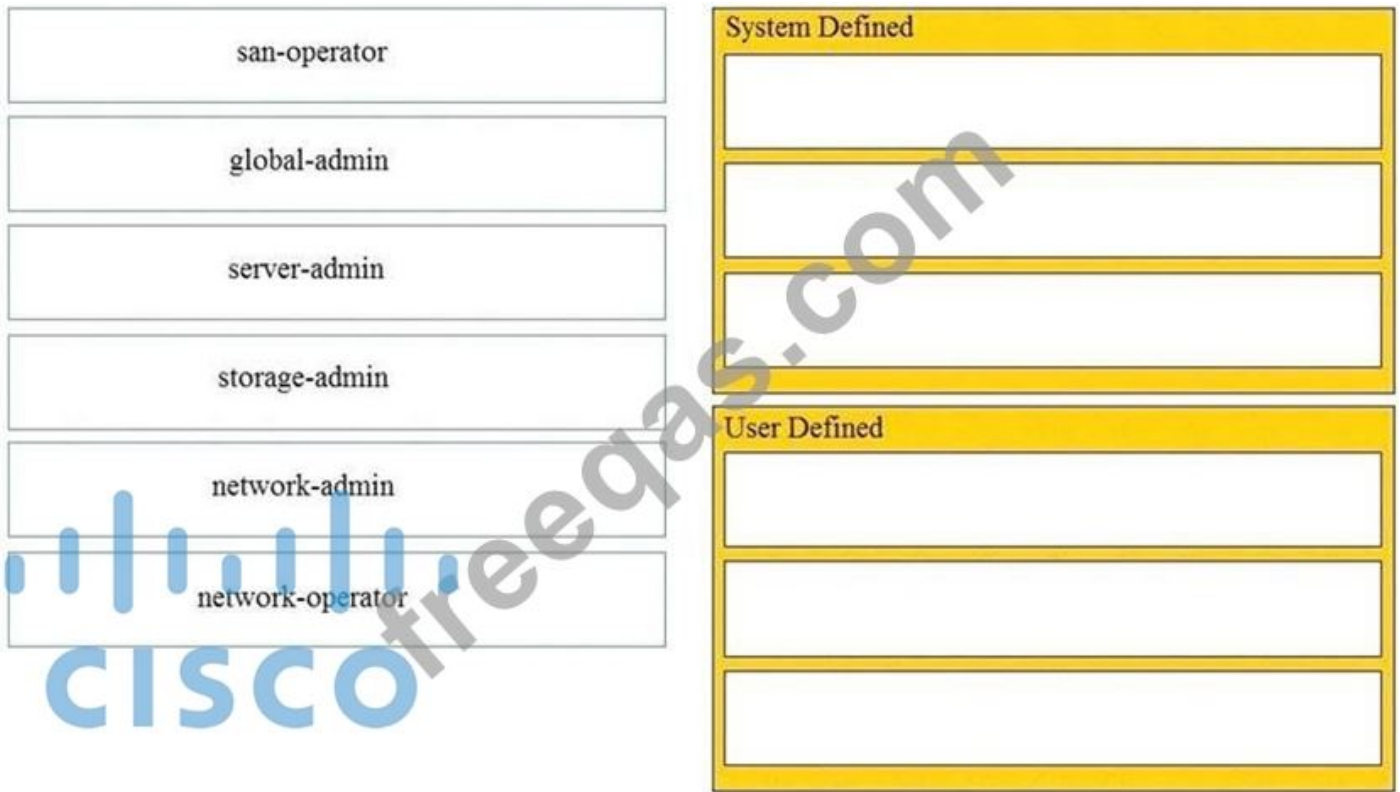 san-operator
global-admin
server-admin
storage-admin
network-admin
network-operator
System Defined
User Defined
CISCO
freeqas.com